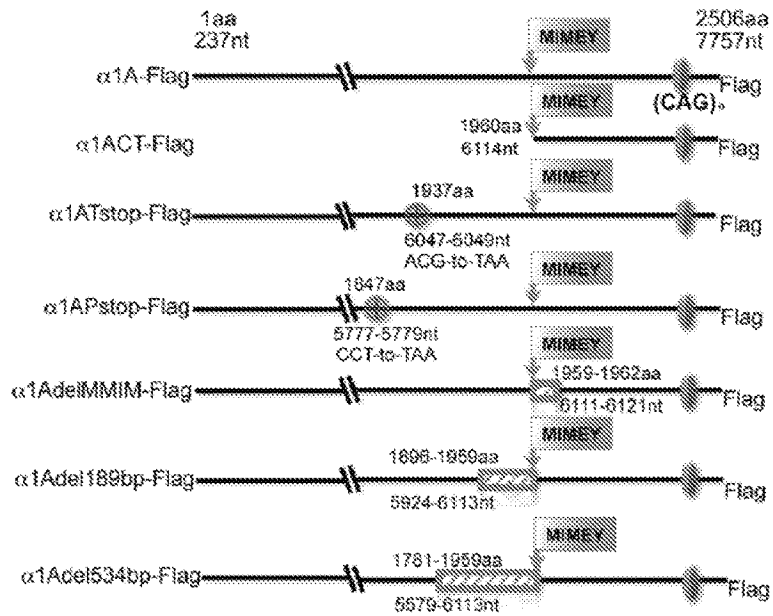 1aa 2506aa
237nt MIMEY 7757nt
α1A-Flag Flag
MIMEY (CAG)
1960aa
α1ACT-Flag 6114nt Flag
MIMEY
1937aa
α1ATstop-Flag Flag
6047-6049nt
ACG-to-TAA
MIMEY
1847aa
α1APstop-Flag Flag
5777-5779nt
CCT-to-TAA
MIMEY
1959-1962aa
α1AdelMMIM-Flag Flag
6111-6121nt
MIMEY
1896-1959aa
α1Adel189bp-Flag Flag
5924-6113nt
MIMEY
1781-1959aa
α1Adel534bp-Flag Flag
5579-6113nt